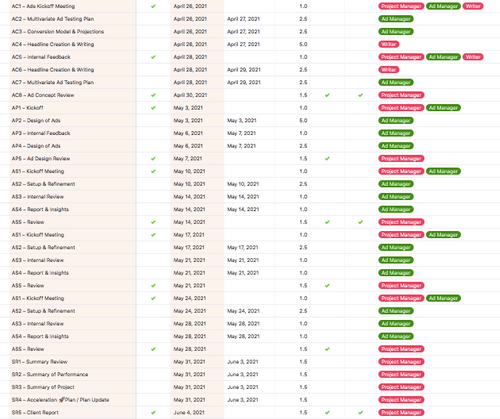 AC1 – Ads Kickoff Meeting April 26, 2021 1.0 Project Manager Ad Manager Writer
AC2 – Multivariate Ad Testing Plan April 26, 2021 April 27, 2021 2.5 Ad Manager
AC3 – Conversion Model & Projections April 26, 2021 April 27, 2021 2.5 Ad Manager
AC4 – Headline Creation & Writing April 26, 2021 April 27, 2021 5.0 Writer
AC5 – Internal Feedback April 28, 2021 1.0 Project Manager Ad Manager Writer
AC6 – Headline Creation & Writing April 28, 2021 April 29, 2021 2.5 Writer
AC7 – Multivariate Ad Testing Plan April 28, 2021 April 29, 2021 2.5 Ad Manager
AC8 – Ad Concept Review April 30, 2021 1.5 Project Manager
AP1 – Kickoff May 3, 2021 1.0 Project Manager Ad Manager
AP2 – Design of Ads May 3, 2021 May 3, 2021 5.0 Ad Manager
AP3 – Internal Feedback May 6, 2021 May 7, 2021 1.0 Ad Manager
AP4 – Design of Ads May 6, 2021 May 7, 2021 2.5 Ad Manager
AP5 – Ad Design Review May 7, 2021 1.5 Project Manager
AS1 – Kickoff Meeting May 10, 2021 1.0 Project Manager Ad Manager
AS2 – Setup & Refinement May 10, 2021 May 10, 2021 2.5 Ad Manager
AS3 – Internal Review May 14, 2021 May 14, 2021 1.0 Ad Manager
AS4 – Report & Insights May 14, 2021 May 14, 2021 1.0 Ad Manager
AS5 – Review May 14, 2021 1.5 Project Manager
AS1 – Kickoff Meeting May 17, 2021 1.0 Project Manager Ad Manager
AS2 – Setup & Refinement May 17, 2021 May 17, 2021 2.5 Ad Manager
AS3 – Internal Review May 21, 2021 May 21, 2021 1.0 Ad Manager
AS4 – Report & Insights May 21, 2021 May 21, 2021 1.0 Ad Manager
AS5 – Review May 21, 2021 1.5 Project Manager
AS1 – Kickoff Meeting May 24, 2021 1.0 Project Manager Ad Manager
AS2 – Setup & Refinement May 24, 2021 May 24, 2021 2.5 Ad Manager
AS3 – Internal Review May 28, 2021 May 28, 2021 1.0 Ad Manager
AS4 – Report & Insights May 28, 2021 May 28, 2021 1.0 Ad Manager
AS5 – Review May 28, 2021 1.5 Project Manager
SR1 – Summary Review May 31, 2021 June 3, 2021 1.0 Project Manager
SR2 – Summary of Performance May 31, 2021 June 3, 2021 1.0 Project Manager
SR3 – Summary of Project May 31, 2021 June 3, 2021 1.0 Project Manager
SR4 – Acceleration 🚀 Plan / Plan Update May 31, 2021 June 3, 2021 1.0 Project Manager
SR5 – Client Report June 4, 2021 1.5 Project Manager